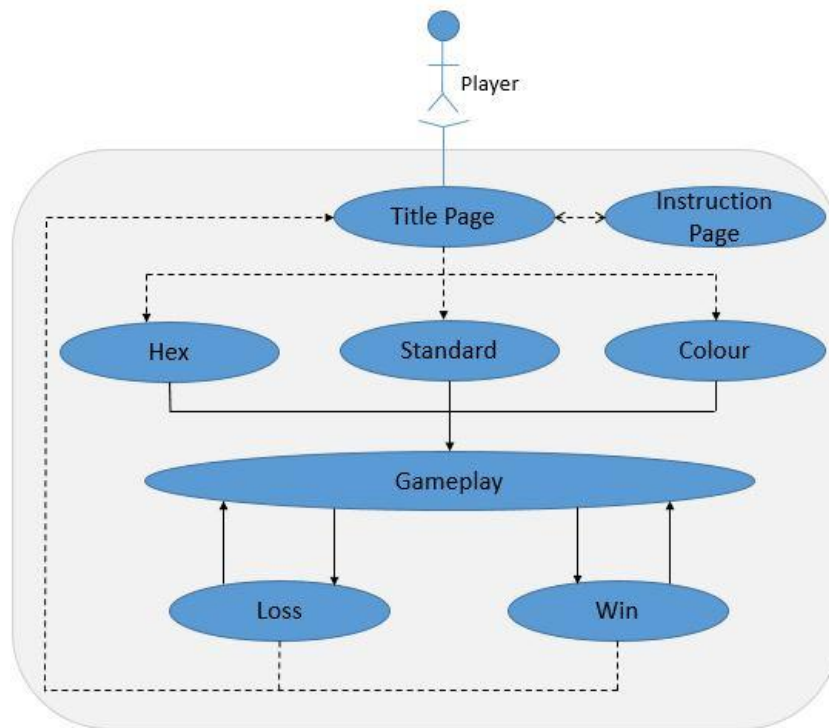 Player
Title Page
Instruction
Page
Hex
Standard
Colour
Gameplay
Loss
Win